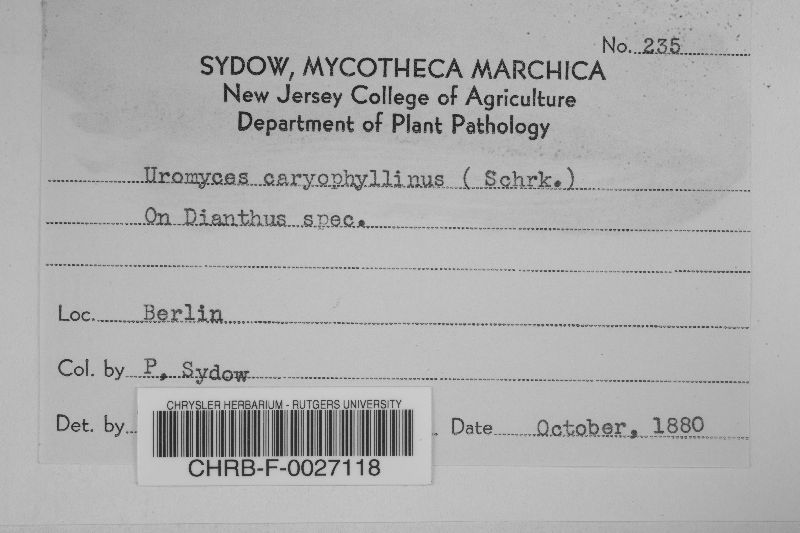 No. 235
SYDOW, MYCOTHECA MARCHICA
New Jersey College of Agriculture
Department of Plant Pathology
Uromyces caryophyllinus ( Schrk.)
On Dianthus spec.
Loc. Berlin
Col. by P. Sydow
Det. by
Date October, 1880
CHRYSLER HERBARIUM - RUTGERS UNIVERSITY
CHRB-F-0027118